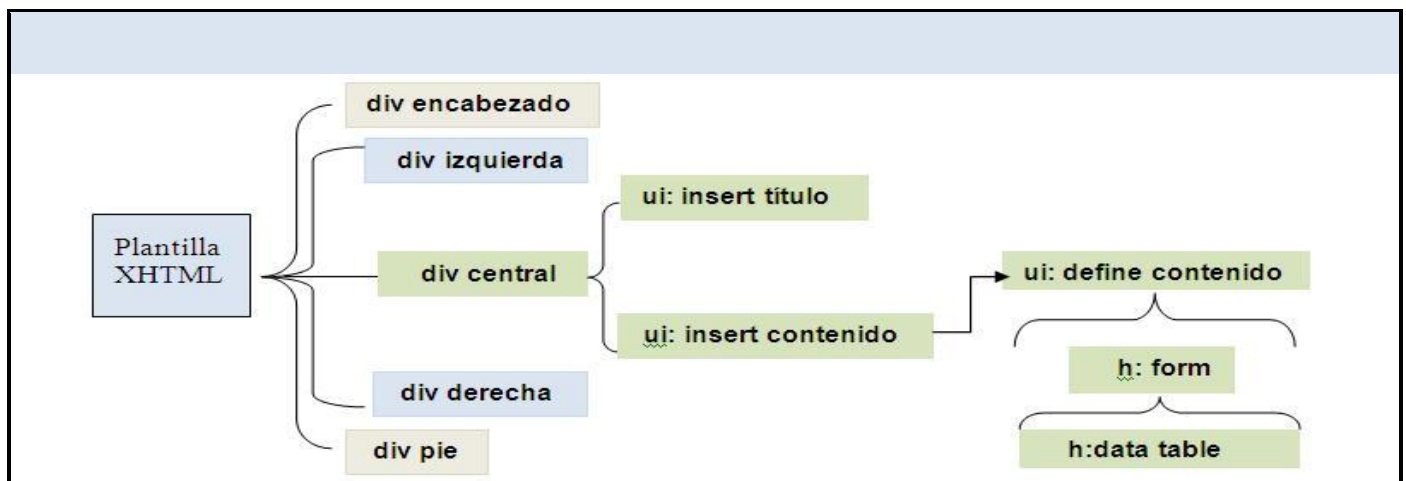 Plantilla
XHTML
div encabezado
div izquierda
div central
div derecha
div pie
ui: insert título
ui: insert contenido
ui: define contenido
h: form
h:data table